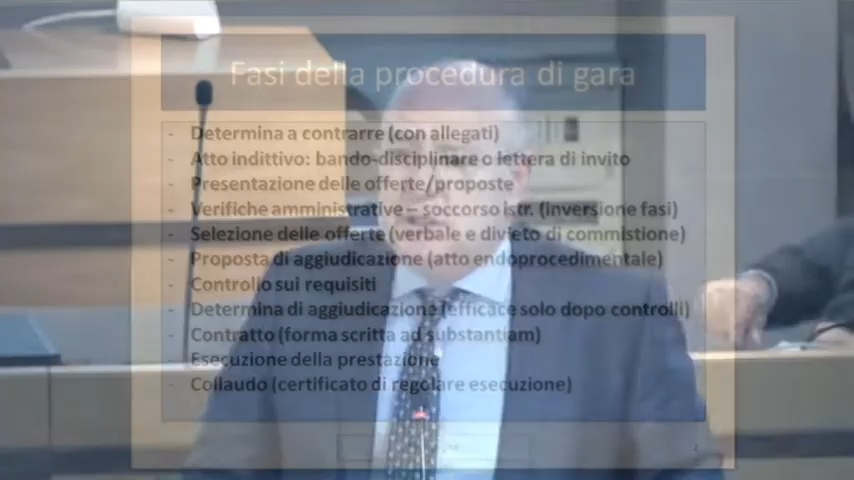 Fasi della procedura di gara
- Determina a contrarre (con allegati)
- Atto indittivo: bando-disciplinare o lettera di invito
- Presentazione delle offerte/proposte
- Verifiche amministrative – soccorso istr. (inversione fasi)
- Selezione delle offerte (verbale e divieto di commistione)
- Proposta di aggiudicazione (atto endoprocedimentale)
- Controllo sui requisiti
- Determina di aggiudicazione (efficace solo dopo controlli)
- Contratto (forma scritta ad substantiam)
- Esecuzione della prestazione
- Collaudo (certificato di regolare esecuzione)